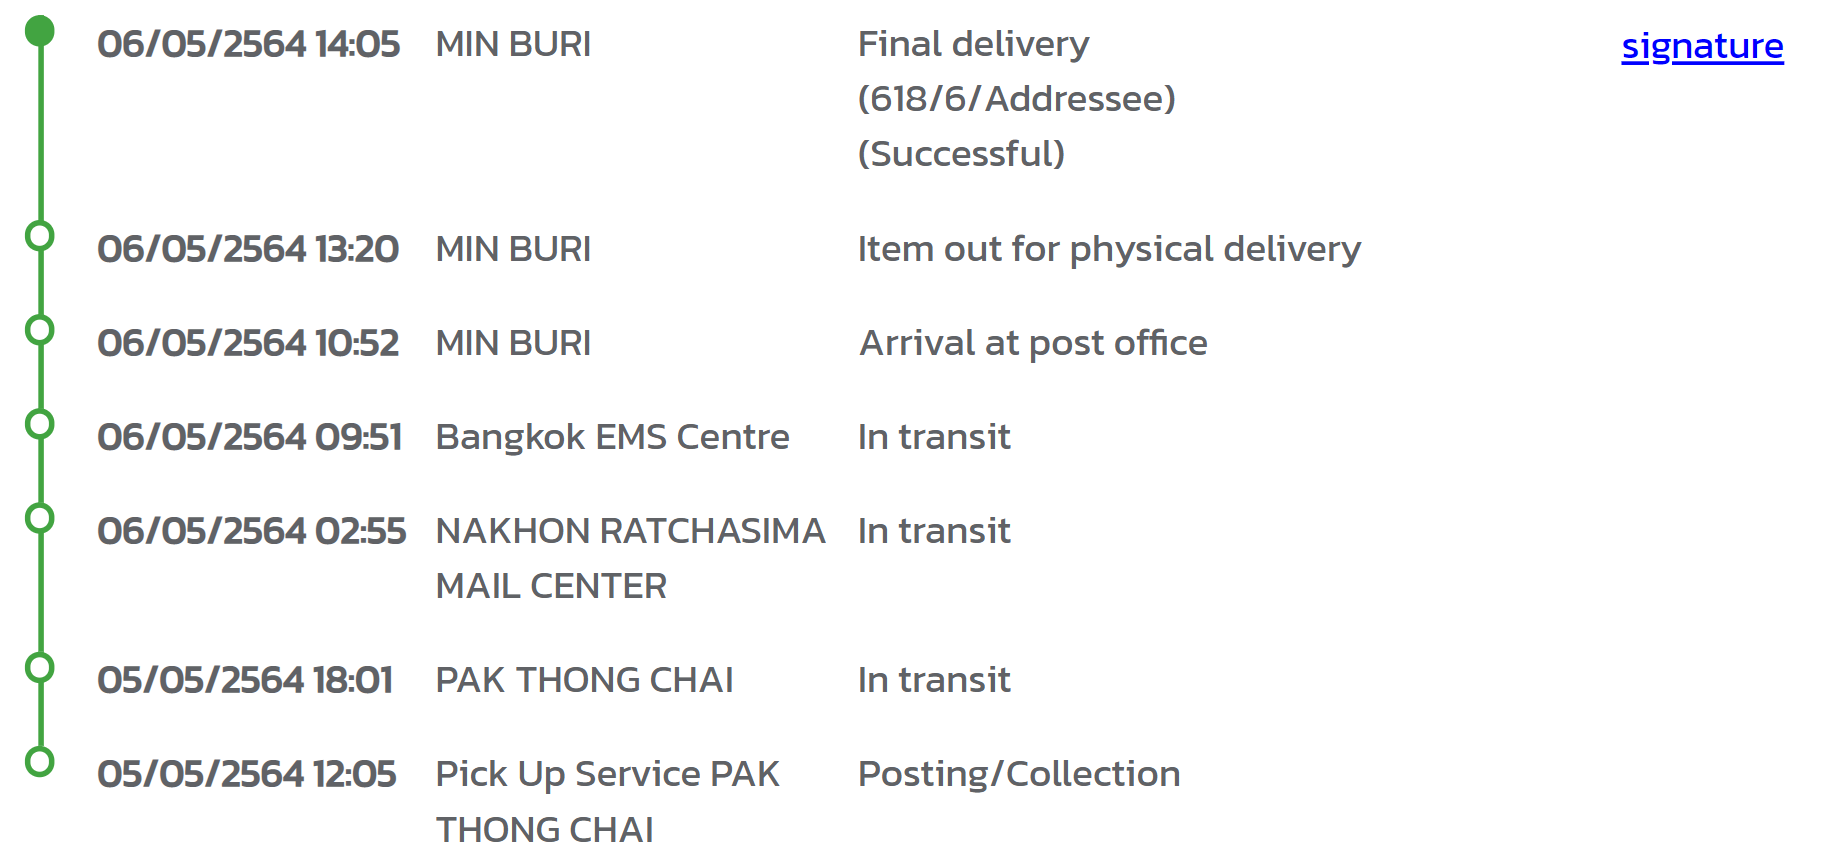 06/05/2564 14:05 MIN BURI Final delivery signature
(618/6/Addressee)
(Successful)
06/05/2564 13:20 MIN BURI Item out for physical delivery
06/05/2564 10:52 MIN BURI Arrival at post office
06/05/2564 09:51 Bangkok EMS Centre In transit
06/05/2564 02:55 NAKHON RATCHASIMA In transit
MAIL CENTER
05/05/2564 18:01 PAK THONG CHAI In transit
05/05/2564 12:05 Pick Up Service PAK Posting/Collection
THONG CHAI